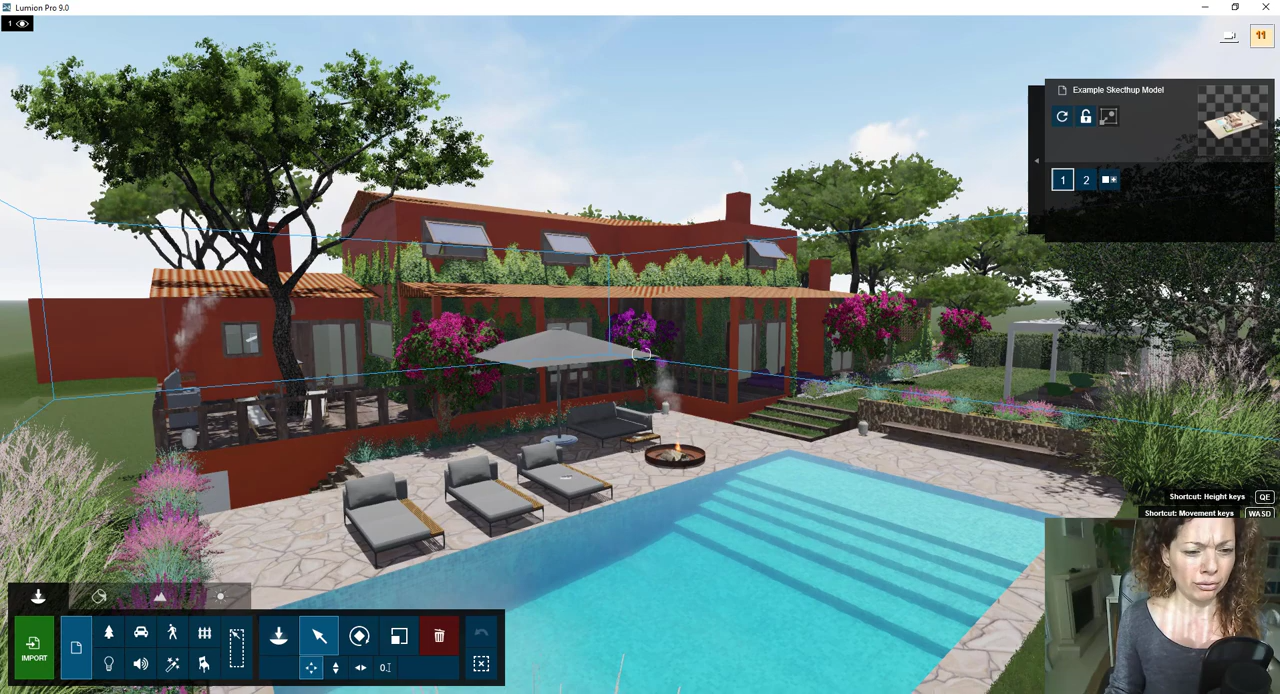 Lumion Pro 9.0
1
11
Example Skecthup Model
1 2
Shortcut: Height keys QE
Shortcut: Movement keys WASD
IMPORT